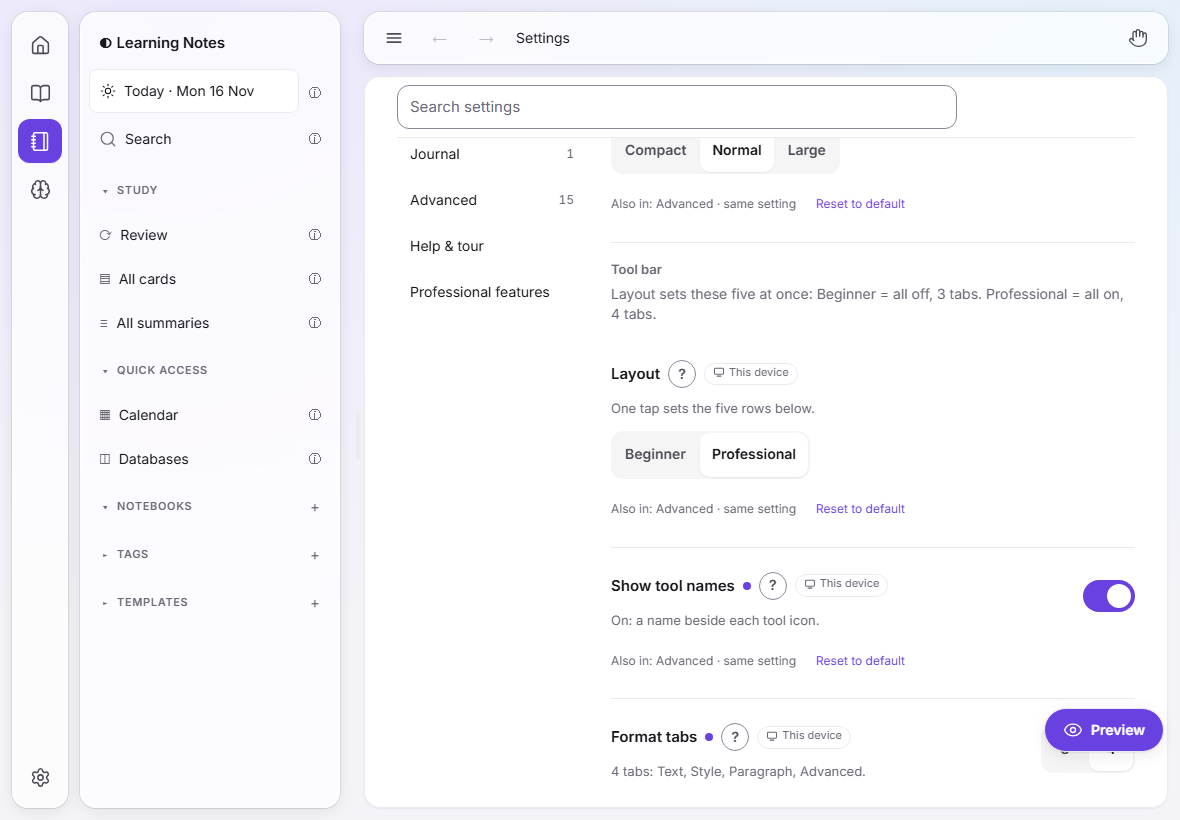 Learning Notes
Today · Mon 16 Nov
Search
STUDY
Review
All cards
All summaries
QUICK ACCESS
Calendar
Databases
NOTEBOOKS
TAGS
TEMPLATES
Settings
Search settings
Journal 1
Advanced 15
Help & tour
Professional features
Compact Normal Large
Also in: Advanced · same setting Reset to default
Tool bar
Layout sets these five at once: Beginner = all off, 3 tabs. Professional = all on,
4 tabs.
Layout ? This device
One tap sets the five rows below.
Beginner Professional
Also in: Advanced · same setting Reset to default
Show tool names ? This device
On: a name beside each tool icon.
Also in: Advanced · same setting Reset to default
Format tabs ? This device
4 tabs: Text, Style, Paragraph, Advanced.
Preview